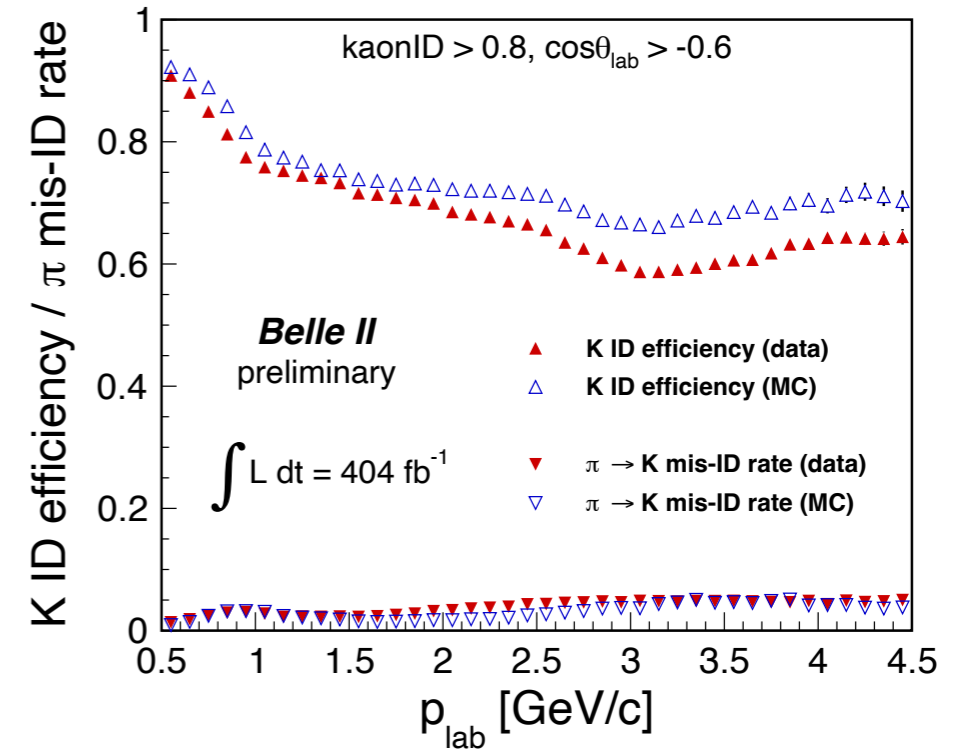 K ID efficiency / π mis-ID rate
1
0.8
0.6
0.4
0.2
0
kaonID > 0.8, cosθ_lab > -0.6
Belle II
preliminary
∫ L dt = 404 fb⁻¹
K ID efficiency (data)
K ID efficiency (MC)
π → K mis-ID rate (data)
π → K mis-ID rate (MC)
0.5 1 1.5 2 2.5 3 3.5 4 4.5
p_lab [GeV/c]